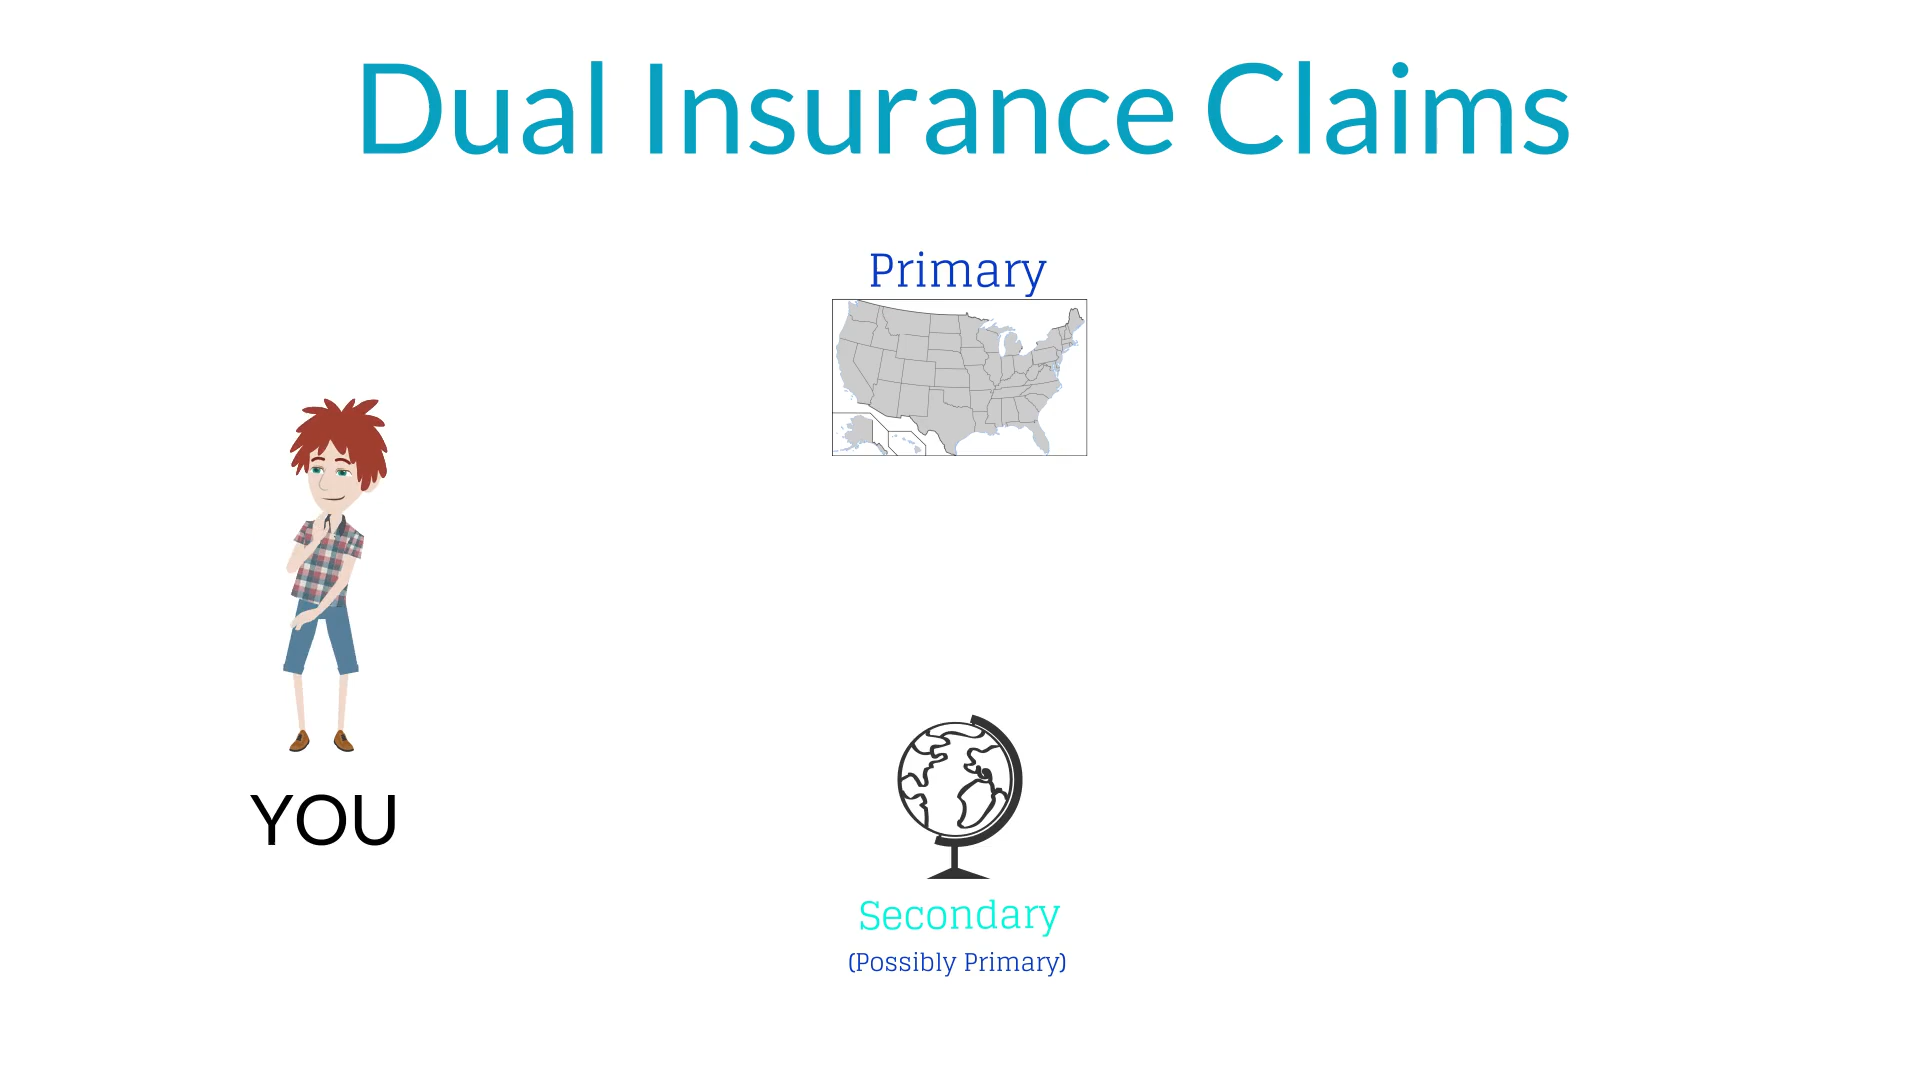 Dual Insurance Claims
Primary
YOU
Secondary
(Possibly Primary)